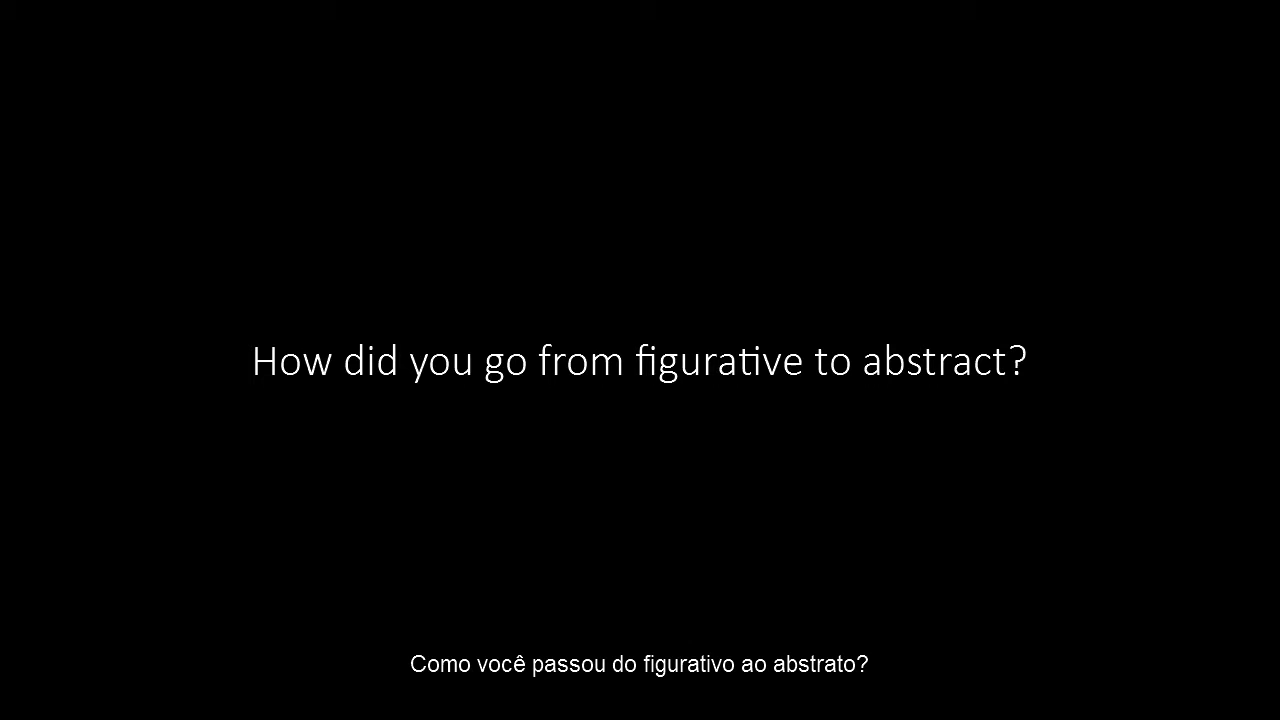 How did you go from figurative to abstract?
Como você passou do figurativo ao abstrato?